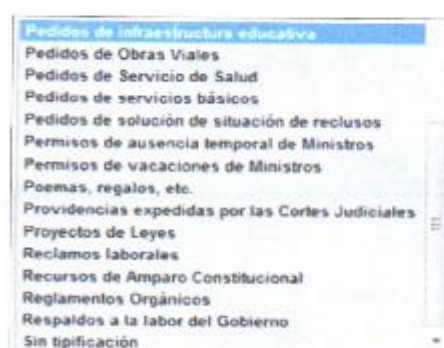 Pedidos de infraestructura educativa
Pedidos de Obras Viales
Pedidos de Servicio de Salud
Pedidos de servicios básicos
Pedidos de solución de situación de reclusos
Permisos de ausencia temporal de Ministros
Permisos de vacaciones de Ministros
Poemas, regalos, etc.
Providencias expedidas por las Cortes Judiciales
Proyectos de Leyes
Reclamos laborales
Recursos de Amparo Constitucional
Reglamentos Orgánicos
Respaldos a la labor del Gobierno
Sin tipificación